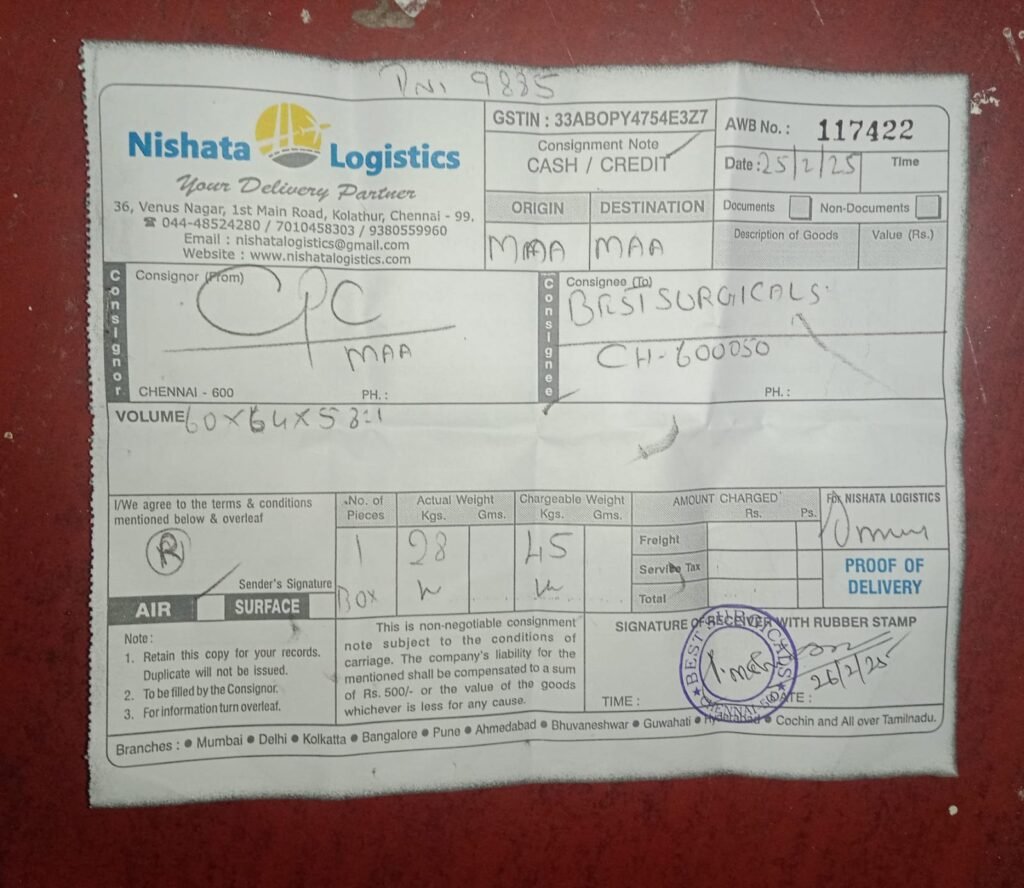 9835
Nishata Logistics
Your Delivery Partner
36, Venus Nagar, 1st Main Road, Kolathur, Chennai - 99.
☎ 044-48524280 / 7010458303 / 9380559960
Email : nishatalogistics@gmail.com
Website : www.nishatalogistics.com
GSTIN : 33ABOPY4754E3Z7
Consignment Note
CASH / CREDIT
ORIGIN DESTINATION
MAA MAA
AWB No. : 117422
Date : 25/2/25 Time
Documents Non-Documents
Description of Goods Value (Rs.)
Consignor
Consignor (From)
CPC
MAA
CHENNAI - 600 PH. :
Consignee
Consignee (To)
BEST SURGICALS
CH-600050
PH. :
VOLUME 60x64x53:1
I/We agree to the terms & conditions
mentioned below & overleaf
R
Sender's Signature
AIR SURFACE
No. of Pieces
1
BOX
Actual Weight
Kgs. Gms.
28
Chargeable Weight
Kgs. Gms.
45
AMOUNT CHARGED
Rs. Ps.
Freight
Service Tax
Total
For NISHATA LOGISTICS
PROOF OF
DELIVERY
Note :
1. Retain this copy for your records.
Duplicate will not be issued.
2. To be filled by the Consignor.
3. For information turn overleaf.
This is non-negotiable consignment
note subject to the conditions of
carriage. The company's liability for the
mentioned shall be compensated to a sum
of Rs. 500/- or the value of the goods
whichever is less for any cause.
SIGNATURE OF RECEIVER WITH RUBBER STAMP
BEST SURGICALS
CHENNAI-600
26/2/25
TIME : DATE :
Branches : ● Mumbai ● Delhi ● Kolkatta ● Bangalore ● Pune ● Ahmedabad ● Bhuvaneshwar ● Guwahati ● Hyderabad ● Cochin and All over Tamilnadu.